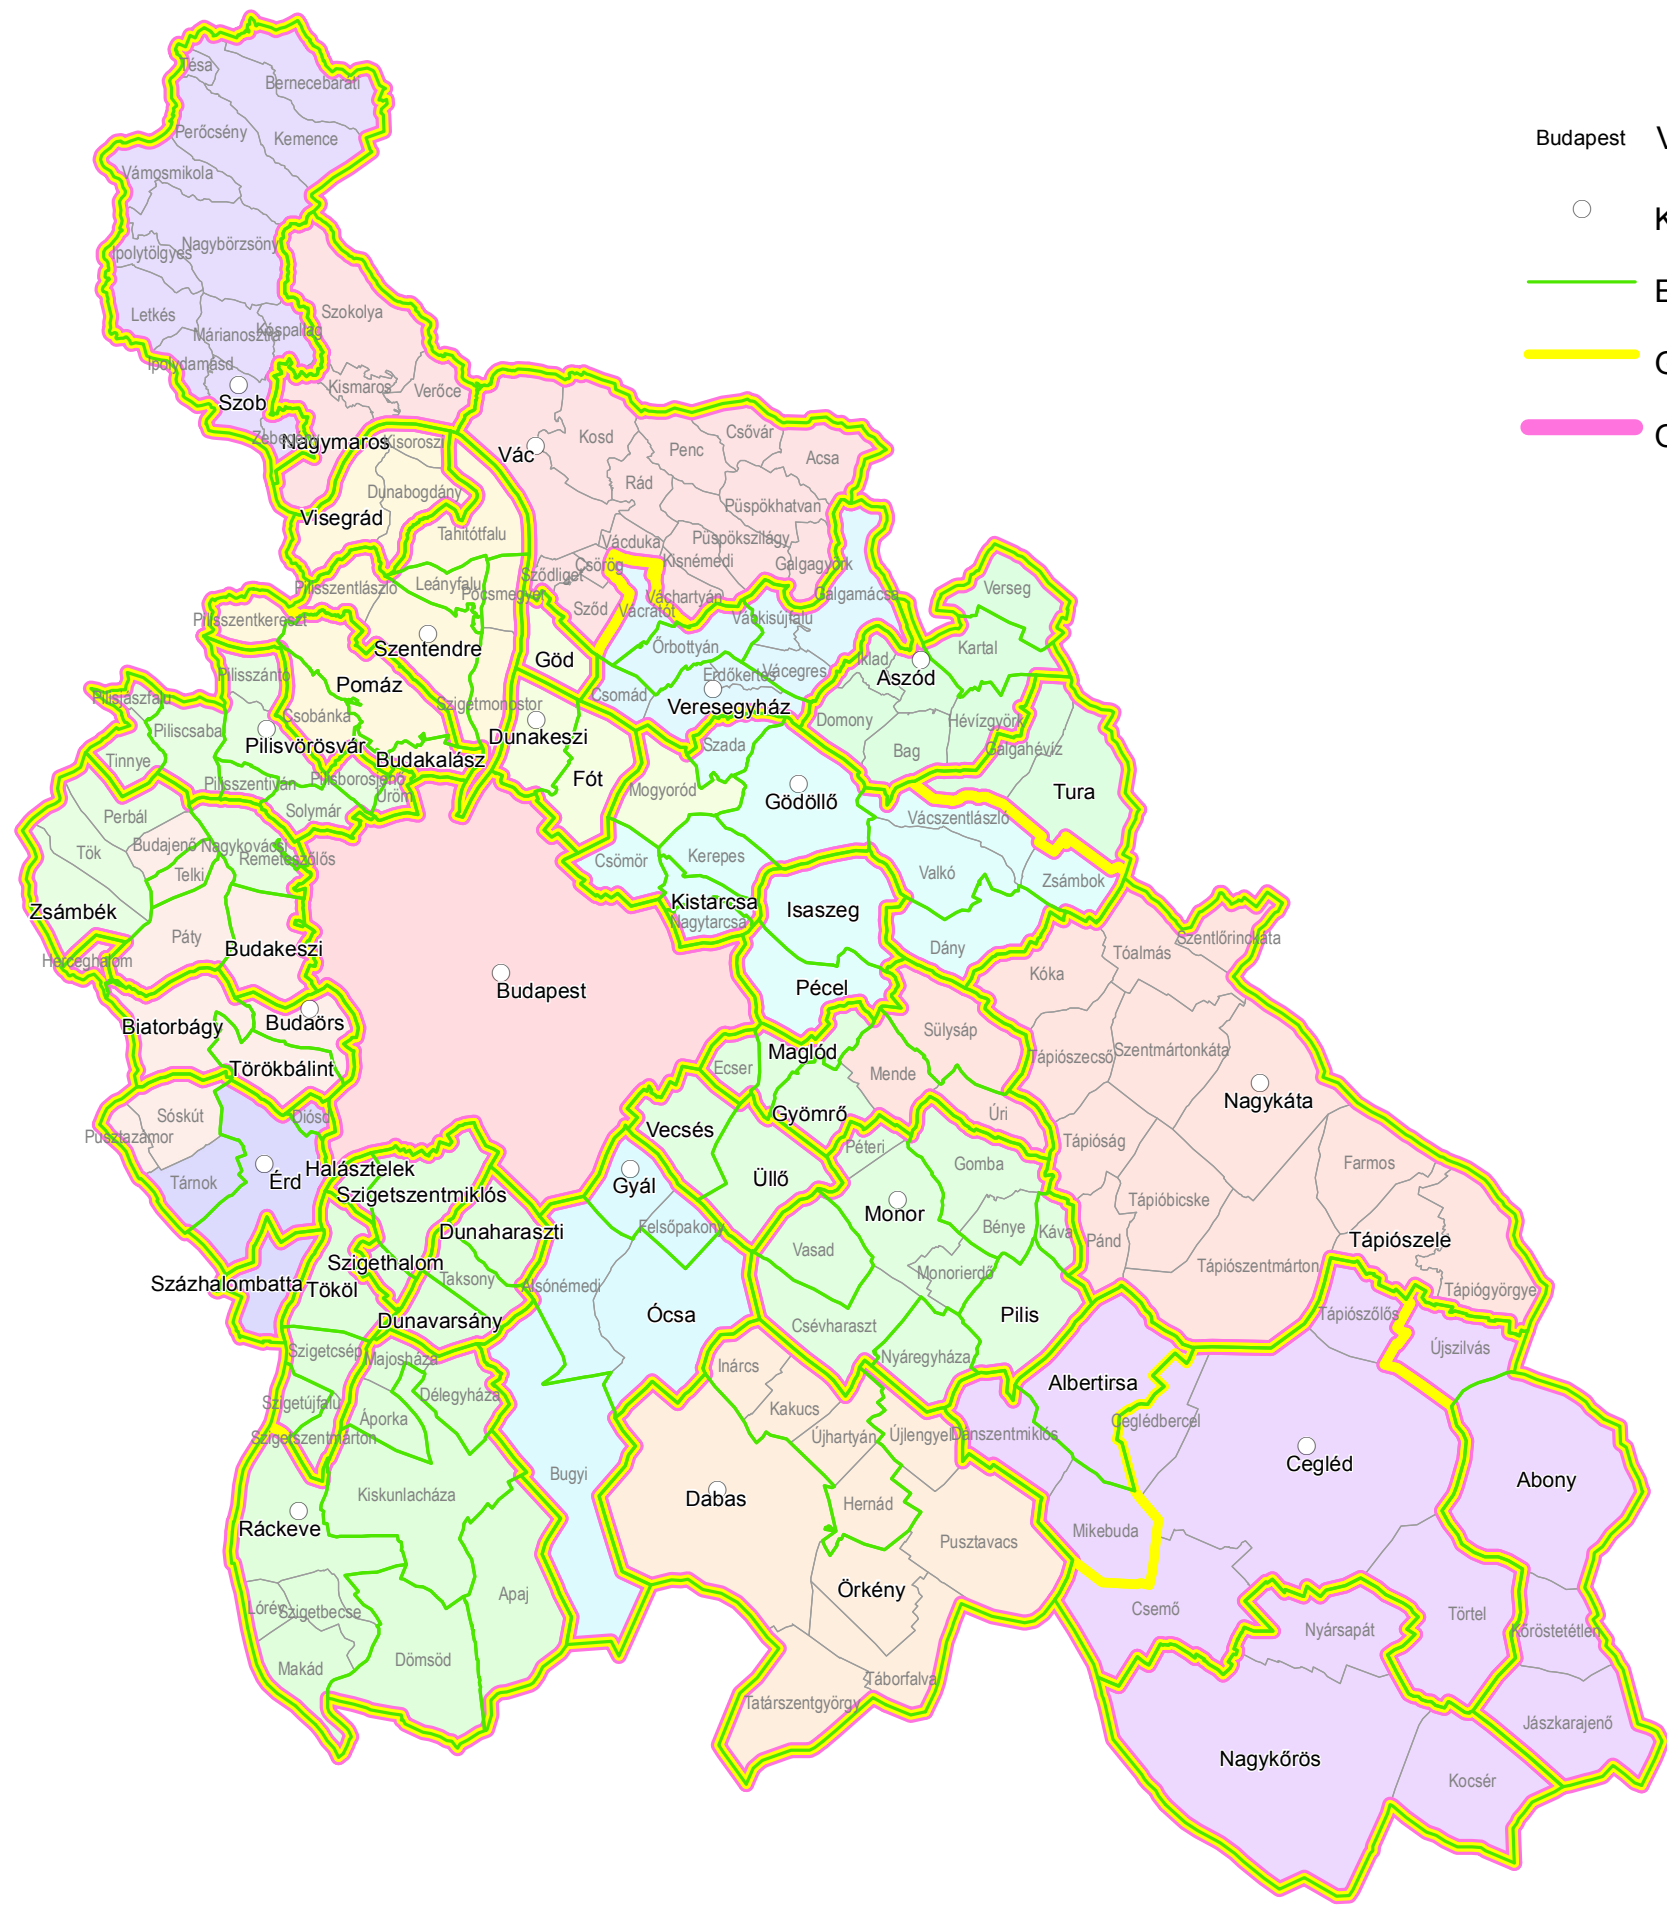 Tésa
Bernecebaráti
Perőcsény
Kemence
Budapest
Vámosmikola
K
Nagybörzsöny
Ipolytölgyes
E
Szokolya
Letkés
Kóspallag
Márianosztra
Ipolydamásd
Kismaros
Verőce
Szob
Zebegény
Nagymaros
Kisoroszi
Csővár
Kosd
Penc
Vác
Acsa
Rád
Dunabogdány
Püspökhatvan
Visegrád
Tahitótfalu
Vácduka
Püspökszilágy
Csörög
Kisnémedi
Galgagyörk
Sződliget
Pilisszentlászló
Leányfalu
Verseg
Pócsmegyer
Galgamácsa
Váchartyán
Sződ
Vácrátót
Pilisszentkereszt
Váckisújfalu
Szentendre
Őrbottyán
Kartal
Göd
Iklad
Pilisszántó
Erdőkertes
Vácegres
Aszód
Pomáz
Csomád
Pilisjászfalu
Szigetmonostor
Veresegyház
Csobánka
Domony
Hévízgyörk
Piliscsaba
Dunakeszi
Pilisvörösvár
Szada
Galgahévíz
Bag
Tinnye
Budakalász
Pilisborosjenő
Fót
Pilisszentiván
Mogyoród
Tura
Üröm
Gödöllő
Solymár
Perbál
Vácszentlászló
Budajenő
Nagykovácsi
Tök
Remeteszőlős
Kerepes
Csömör
Telki
Valkó
Zsámbok
Kistarcsa
Zsámbék
Isaszeg
Nagytarcsa
Páty
Szentlőrinckáta
Budakeszi
Dány
Tóalmás
Herceghalom
Kóka
Budapest
Pécel
Biatorbágy
Budaörs
Sülysáp
Maglód
Szentmártonkáta
Tápiószecső
Törökbálint
Ecser
Mende
Nagykáta
Sóskút
Diósd
Gyömrő
Úri
Vecsés
Pusztazámor
Tápióság
Péteri
Gomba
Farmos
Halásztelek
Üllő
Érd
Tárnok
Gyál
Szigetszentmiklós
Tápióbicske
Monor
Felsőpakony
Bénye
Dunaharaszti
Káva
Pánd
Tápiószele
Vasad
Szigethalom
Tápiószentmárton
Monorierdő
Taksony
Százhalombatta
Alsónémedi
Tököl
Tápiógyörgye
Ócsa
Pilis
Tápiószőlős
Dunavarsány
Csévharaszt
Újszilvás
Szigetcsép
Majosháza
Nyáregyháza
Inárcs
Albertirsa
Délegyháza
Szigetújfalu
Kakucs
Áporka
Ceglédbercel
Újhartyán
Újlengyel
Dánszentmiklós
Szigetszentmárton
Cegléd
Bugyi
Abony
Kiskunlacháza
Dabas
Hernád
Ráckeve
Mikebuda
Pusztavacs
Örkény
Apaj
Lórév
Szigetbecse
Csemő
Törtel
Nyársapát
Kőröstetétlen
Dömsöd
Makád
Táborfalva
Tatárszentgyörgy
Jászkarajenő
Nagykőrös
Kocsér